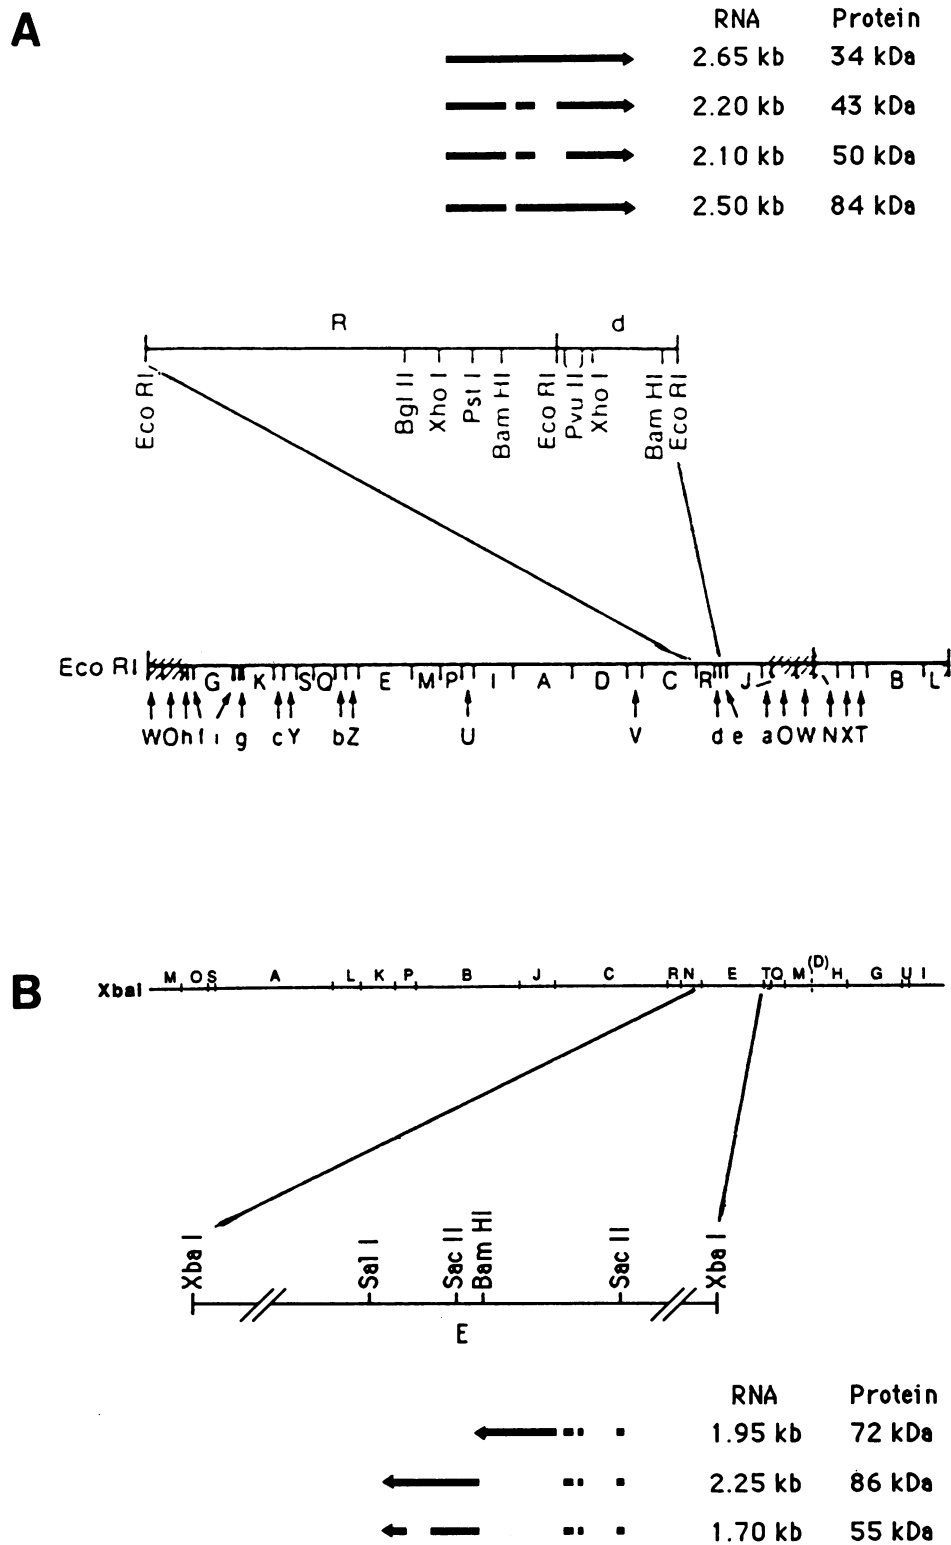 A
RNA Protein
2.65 kb 34 kDa
2.20 kb 43 kDa
2.10 kb 50 kDa
2.50 kb 84 kDa
R d
Eco RI Bgl II Xho I Pst I Bam HI Eco RI Pvu II Xho I Bam HI Eco RI
Eco RI G K S Q E M P I A D C R J B L
W O h f i g c Y b Z U V d e a O W N X T
B
XbaI M O S A L K P B J C R N E T Q M (D) H G U I
Xba I Sal I Sac II Bam HI Sac II Xba I
E
RNA Protein
1.95 kb 72 kDa
2.25 kb 86 kDa
1.70 kb 55 kDa